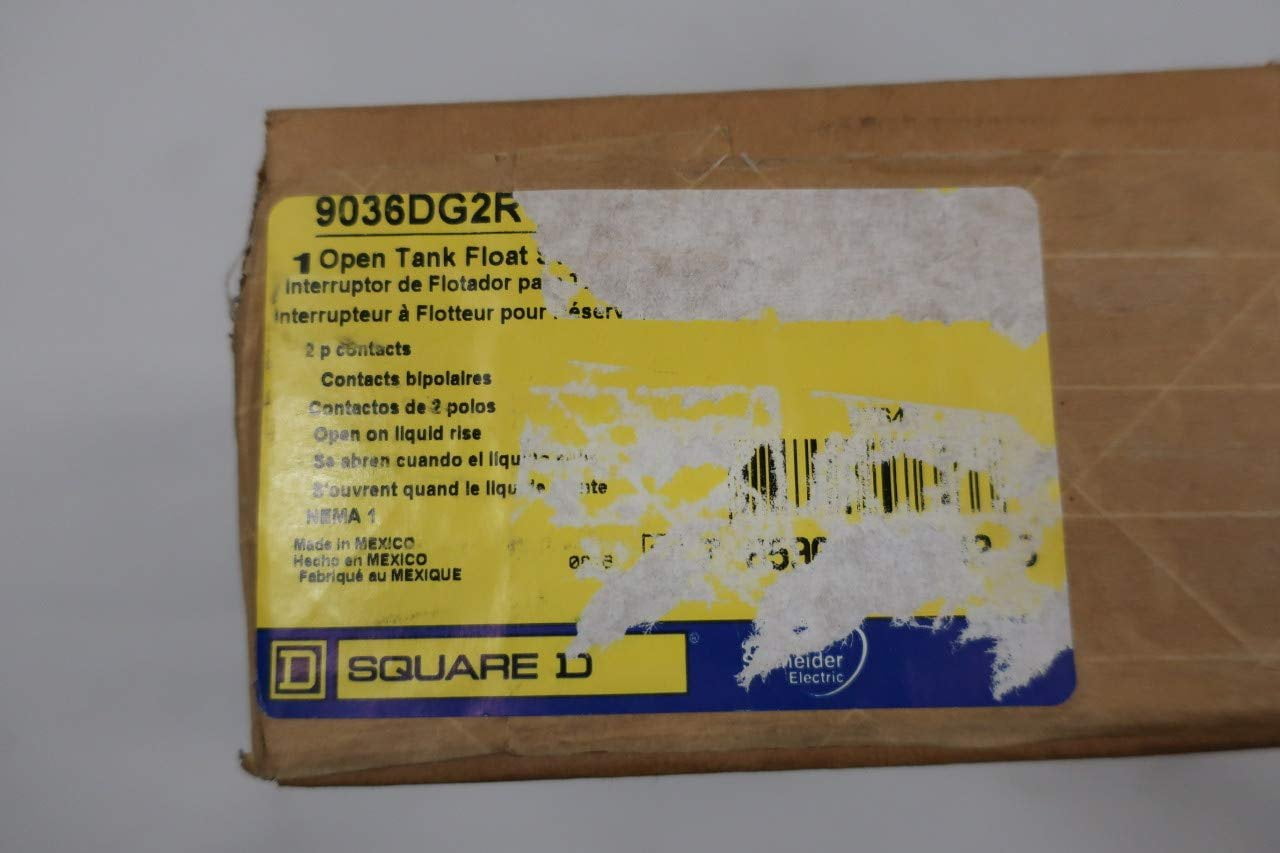 9036DG2R
1 Open Tank Float
Interruptor de Flotador
Interrupteur à Flotteur pour
2 p contacts
Contacts bipolaires
Contactos de 2 polos
Open on liquid rise
Se abren cuando el
S'ouvrent quand le
NEMA 1
Made in MEXICO
Hecho en MEXICO
Fabriqué au MEXIQUE
D SQUARE D ®
Electric